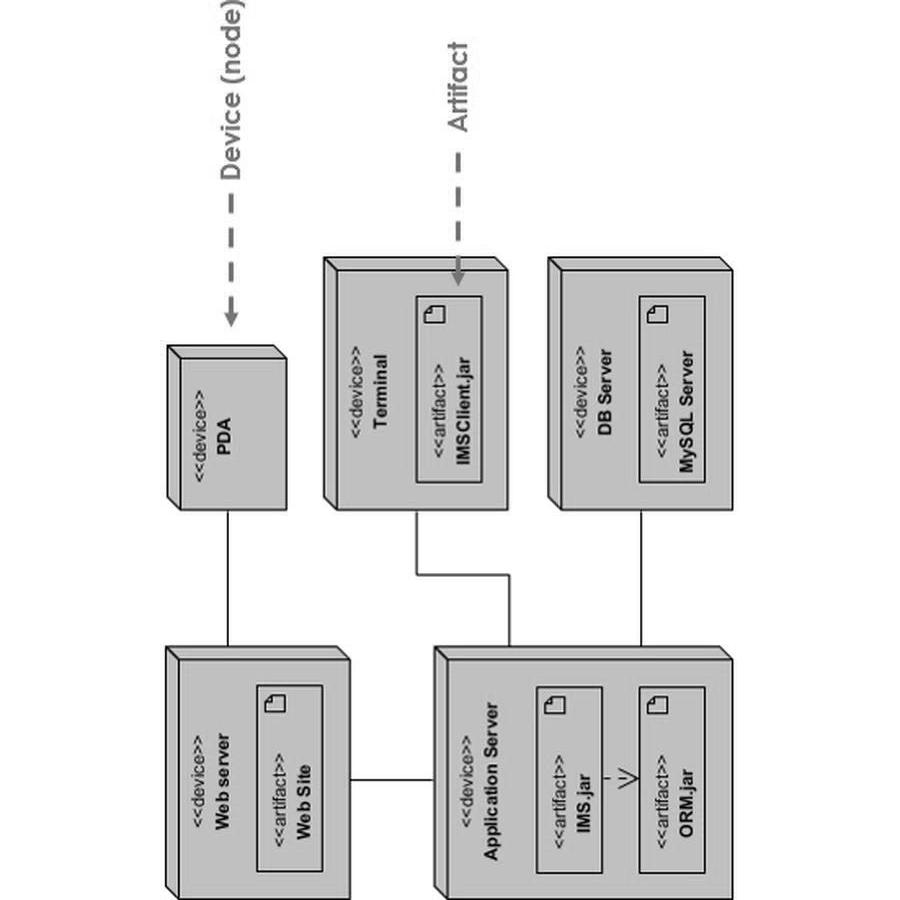 <<device>>
Web server
<<artifact>>
Web Site
<<device>>
PDA
Device (node)
<<device>>
Terminal
<<artifact>>
IMSClient.jar
Artifact
<<device>>
Application Server
<<artifact>>
IMS.jar
<<artifact>>
ORM.jar
<<device>>
DB Server
<<artifact>>
MySQL Server